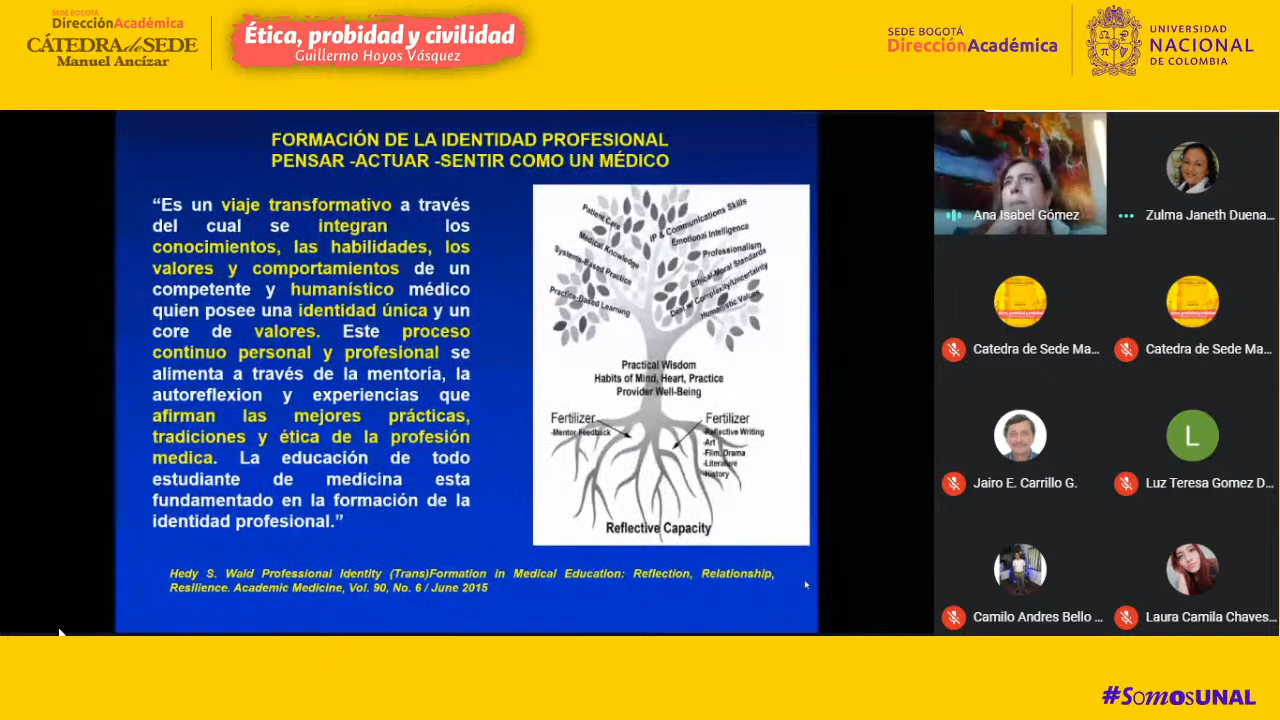 SEDE BOGOTÁ
DirecciónAcadémica
CÁTEDRA de SEDE
Manuel Ancízar
Ética, probidad y civilidad
Guillermo Hoyos Vásquez
SEDE BOGOTÁ
DirecciónAcadémica
UNIVERSIDAD
NACIONAL
DE COLOMBIA
FORMACIÓN DE LA IDENTIDAD PROFESIONAL
PENSAR -ACTUAR -SENTIR COMO UN MÉDICO
“Es un viaje transformativo a través
del cual se integran los
conocimientos, las habilidades, los
valores y comportamientos de un
competente y humanístico médico
quien posee una identidad única y un
core de valores. Este proceso
continuo personal y profesional se
alimenta a través de la mentoría, la
autoreflexion y experiencias que
afirman las mejores prácticas,
tradiciones y ética de la profesión
medica. La educación de todo
estudiante de medicina esta
fundamentado en la formación de la
identidad profesional.”
Patient Care
Medical Knowledge
Systems-Based Practice
Practice-Based Learning
IP & Communications Skills
Emotional Intelligence
Professionalism
Ethical-Moral Standards
Deal w/ Complexity/Uncertainty
Humanistic Values
Practical Wisdom
Habits of Mind, Heart, Practice
Provider Well-Being
Fertilizer
-Mentor Feedback
Fertilizer
-Reflective Writing
-Art
-Film, Drama
-Literature
-History
Reflective Capacity
Hedy S. Wald Professional Identity (Trans)Formation in Medical Education: Reflection, Relationship,
Resilience. Academic Medicine, Vol. 90, No. 6 / June 2015
Ana Isabel Gómez
Zulma Janeth Duena...
Catedra de Sede Ma...
Catedra de Sede Ma...
Jairo E. Carrillo G.
L
Luz Teresa Gomez D...
Camilo Andres Bello ...
Laura Camila Chaves...
#SomosUNAL